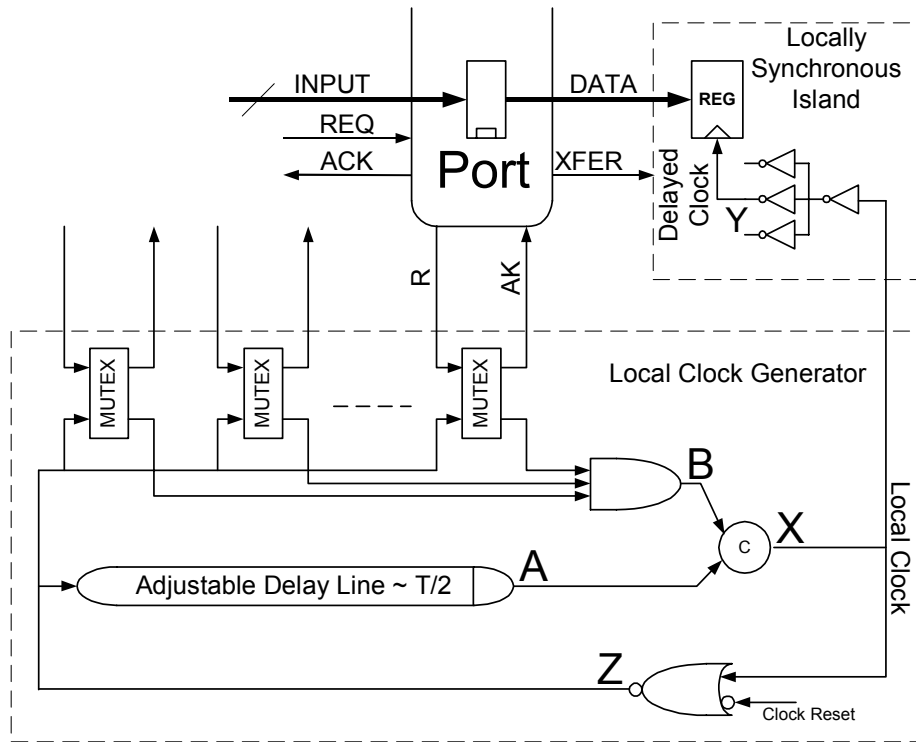 Locally
Synchronous
Island
INPUT
DATA
REG
REQ
ACK
Port
XFER
Delayed
Clock
Y
R
AK
MUTEX
MUTEX
MUTEX
Local Clock Generator
B
X
C
A
Adjustable Delay Line ~ T/2
Local Clock
Z
Clock Reset